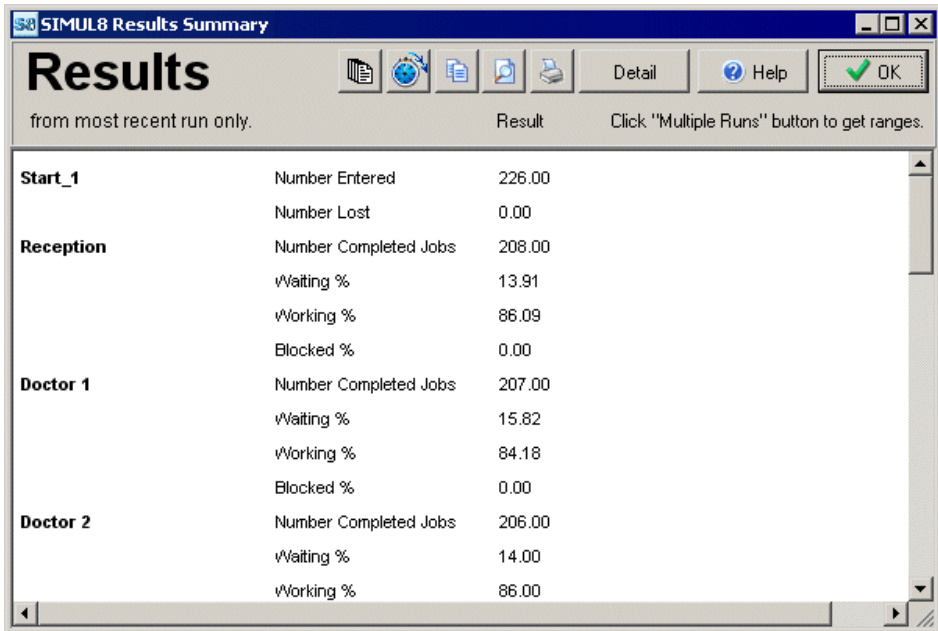 S8 SIMUL8 Results Summary
Results Detail Help OK
from most recent run only. Result Click "Multiple Runs" button to get ranges.
Start_1 Number Entered 226.00
Number Lost 0.00
Reception Number Completed Jobs 208.00
Waiting % 13.91
Working % 86.09
Blocked % 0.00
Doctor 1 Number Completed Jobs 207.00
Waiting % 15.82
Working % 84.18
Blocked % 0.00
Doctor 2 Number Completed Jobs 206.00
Waiting % 14.00
Working % 86.00